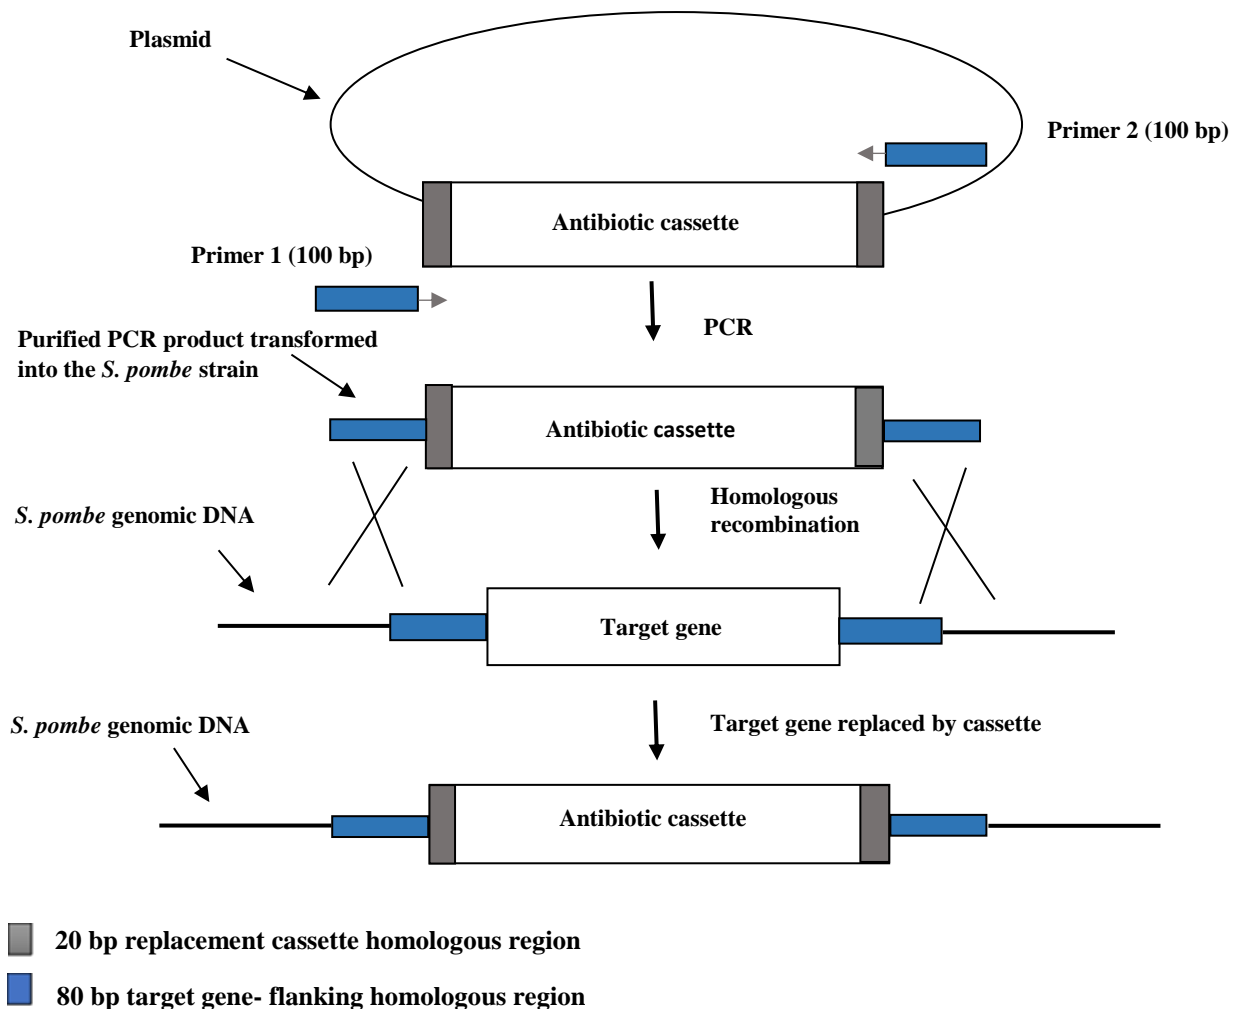 Plasmid
Primer 2 (100 bp)
Antibiotic cassette
Primer 1 (100 bp)
PCR
Purified PCR product transformed
into the S. pombe strain
Antibiotic cassette
Homologous
recombination
S. pombe genomic DNA
Target gene
S. pombe genomic DNA
Target gene replaced by cassette
Antibiotic cassette
20 bp replacement cassette homologous region
80 bp target gene- flanking homologous region